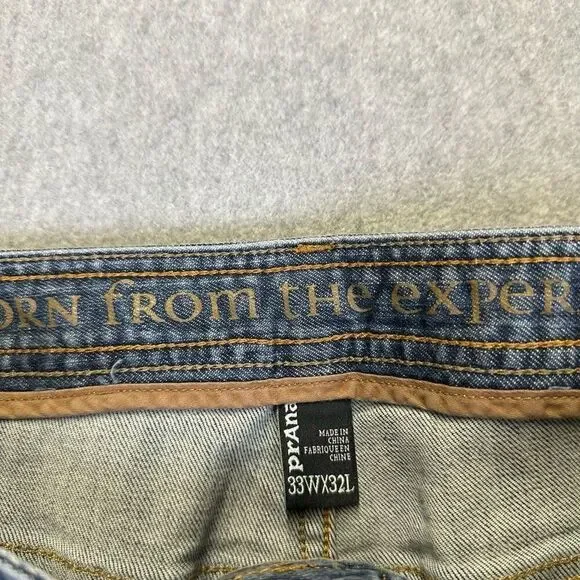 ORN from the exper
prAna
MADE IN
CHINA
FABRIQUE EN
CHINE
33WX32L